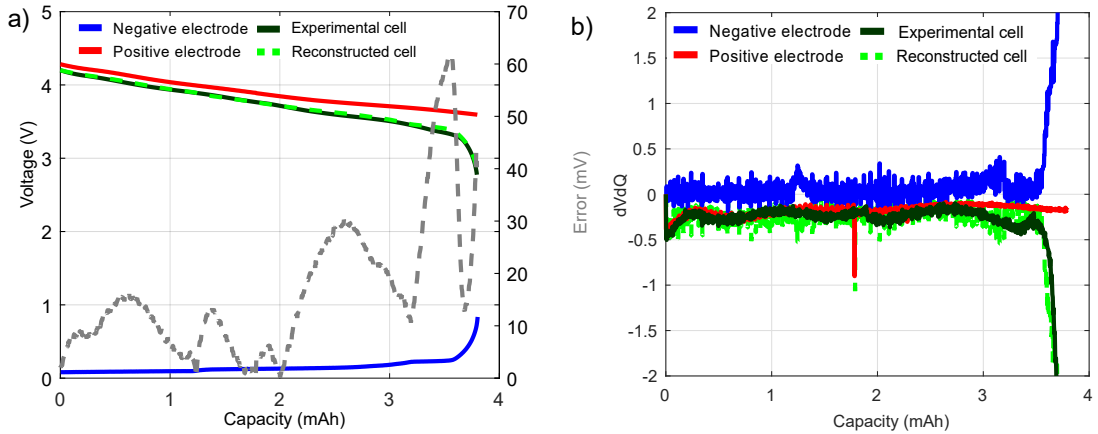 a)
Negative electrode
Experimental cell
Positive electrode
Reconstructed cell
Voltage (V)
5
4
3
2
1
0
Error (mV)
70
60
50
40
30
20
10
0
0 1 2 3 4
Capacity (mAh)
b)
Negative electrode
Experimental cell
Positive electrode
Reconstructed cell
dVdQ
2
1.5
1
0.5
0
-0.5
-1
-1.5
-2
0 1 2 3 4
Capacity (mAh)